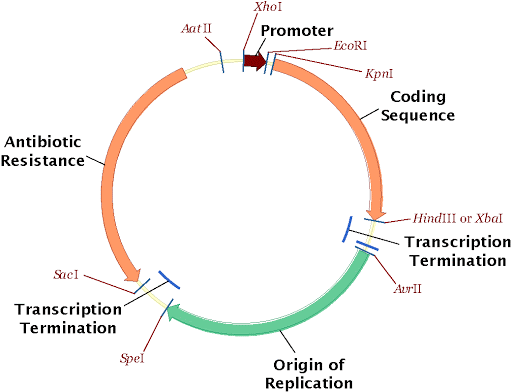 XhoI
AatII
Promoter
EcoRI
KpnI
Coding
Sequence
Antibiotic
Resistance
HindIII or XbaI
Transcription
Termination
SacI
AvrII
Transcription
Termination
SpeI
Origin of
Replication